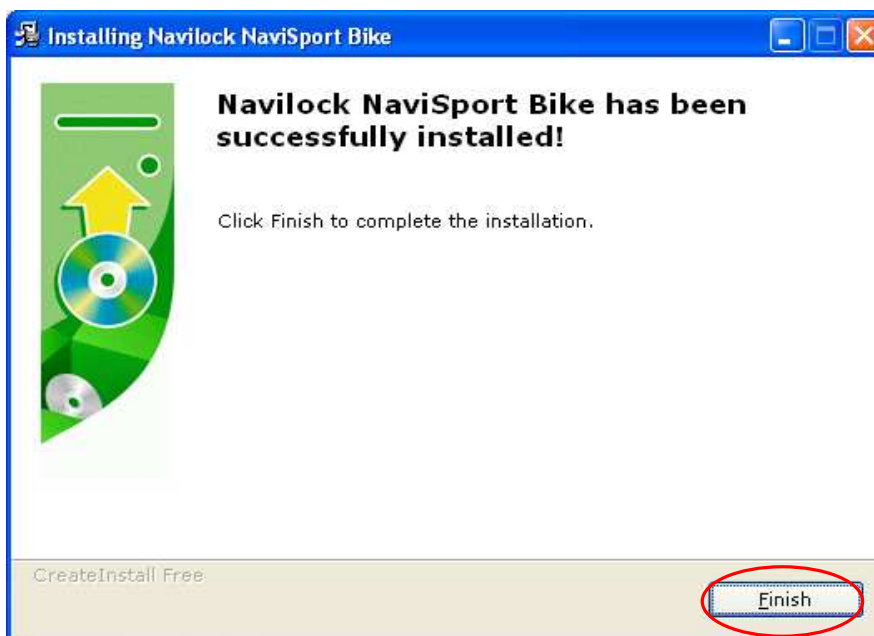 Installing Navilock NaviSport Bike
Navilock NaviSport Bike has been
successfully installed!
Click Finish to complete the installation.
CreateInstall Free
Finish